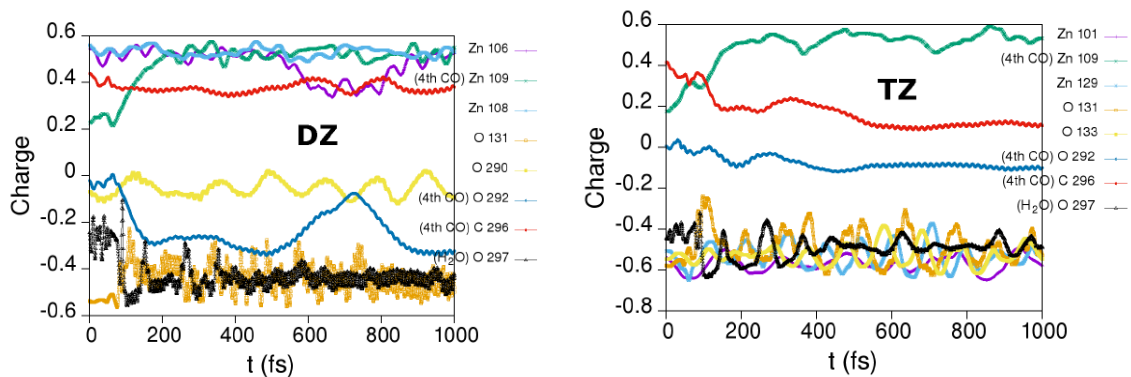 0.6
0.4
0.2
0
-0.2
-0.4
-0.6
Charge
0
200
400
600
800
1000
t (fs)
DZ
Zn 106
(4th CO) Zn 109
Zn 108
O 131
O 290
(4th CO) O 292
(4th CO) C 296
(H₂O) O 297
0.6
0.4
0.2
0
-0.2
-0.4
-0.6
-0.8
Charge
0
200
400
600
800
1000
t (fs)
TZ
Zn 101
(4th CO) Zn 109
Zn 129
O 131
O 133
(4th CO) O 292
(4th CO) C 296
(H₂O) O 297